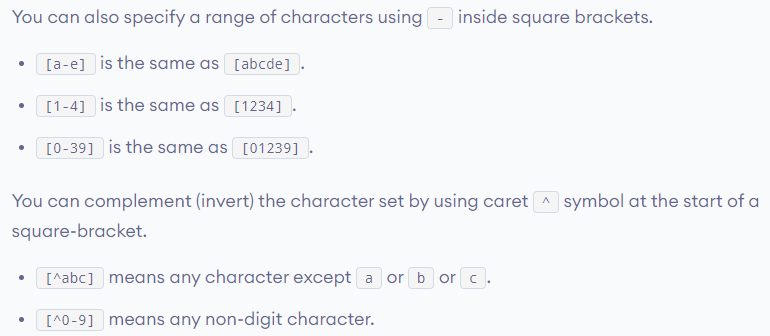 You can also specify a range of characters using - inside square brackets.
• [a-e] is the same as [abcde] .
• [1-4] is the same as [1234] .
• [0-39] is the same as [01239] .
You can complement (invert) the character set by using caret ^ symbol at the start of a
square-bracket.
• [^abc] means any character except a or b or c .
• [^0-9] means any non-digit character.